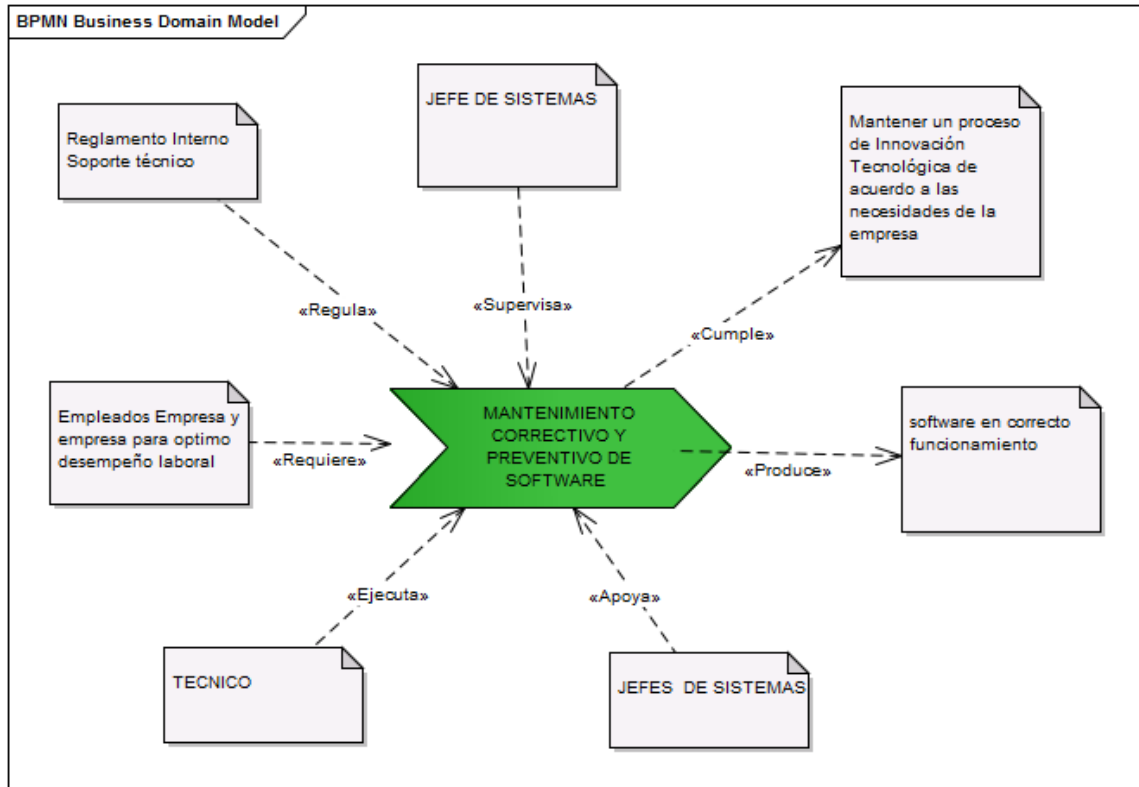 BPMN Business Domain Model
JEFE DE SISTEMAS
Reglamento Interno
Soporte técnico
Mantener un proceso
de Innovación
Tecnológica de
acuerdo a las
necesidades de la
empresa
«Regula»
«Supervisa»
«Cumple»
Empleados Empresa y
empresa para optimo
desempeño laboral
«Requiere»
MANTENIMIENTO
CORRECTIVO Y
PREVENTIVO DE
SOFTWARE
«Produce»
software en correcto
funcionamiento
«Ejecuta»
«Apoya»
TECNICO
JEFES  DE SISTEMAS